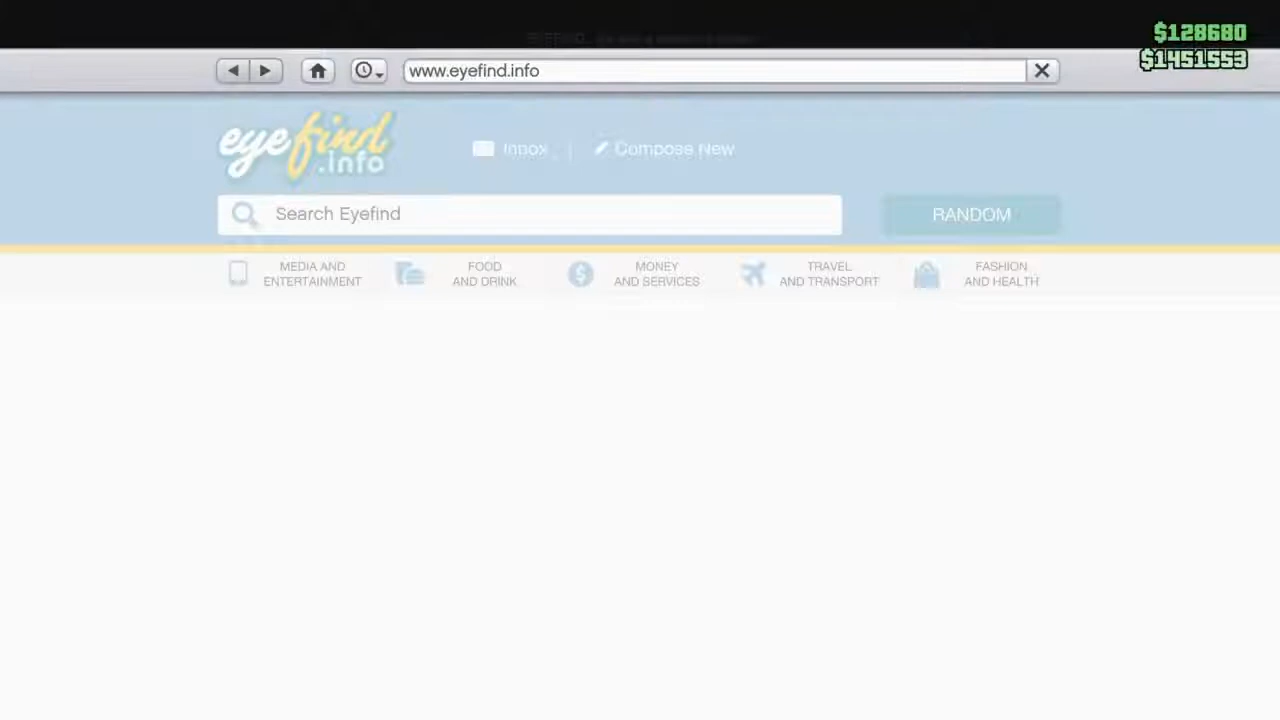 $128680
$1451553
www.eyefind.info
eyefind
.info
Inbox | Compose New
Search Eyefind
RANDOM
MEDIA AND
ENTERTAINMENT
FOOD
AND DRINK
MONEY
AND SERVICES
TRAVEL
AND TRANSPORT
FASHION
AND HEALTH